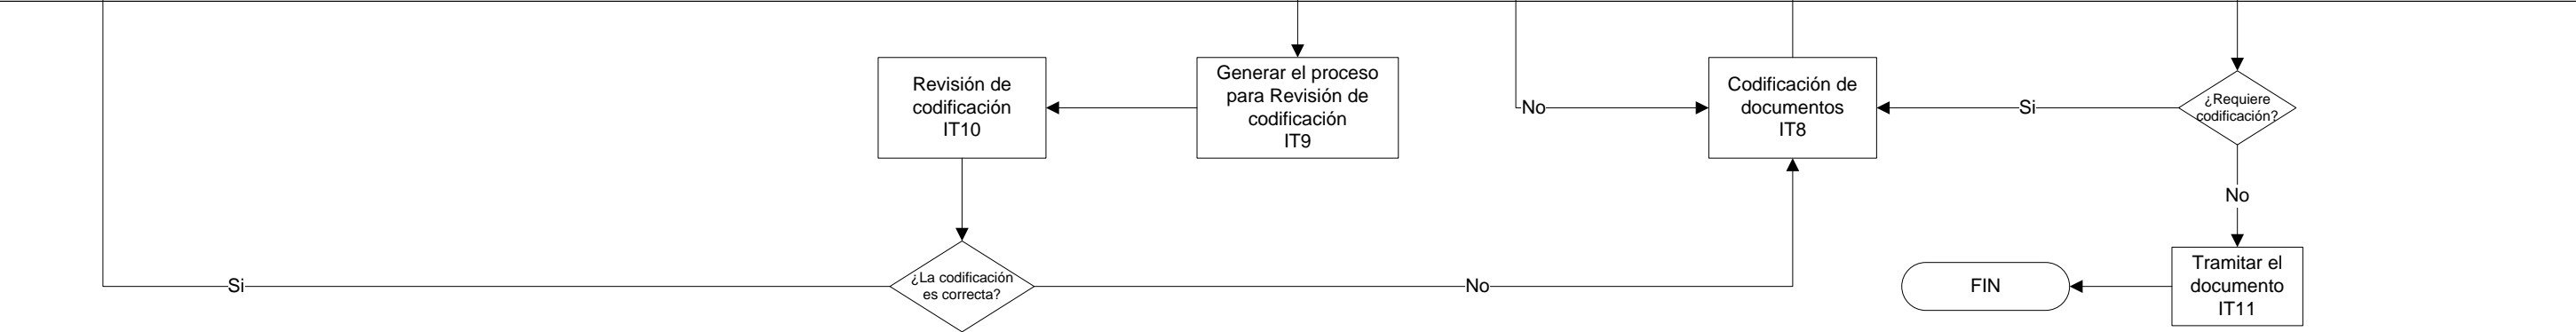 Revisión de
codificación
IT10
Generar el proceso
para Revisión de
codificación
IT9
No
Codificación de
documentos
IT8
Si
¿Requiere
codificación?
No
Si
¿La codificación
es correcta?
No
FIN
Tramitar el
documento
IT11